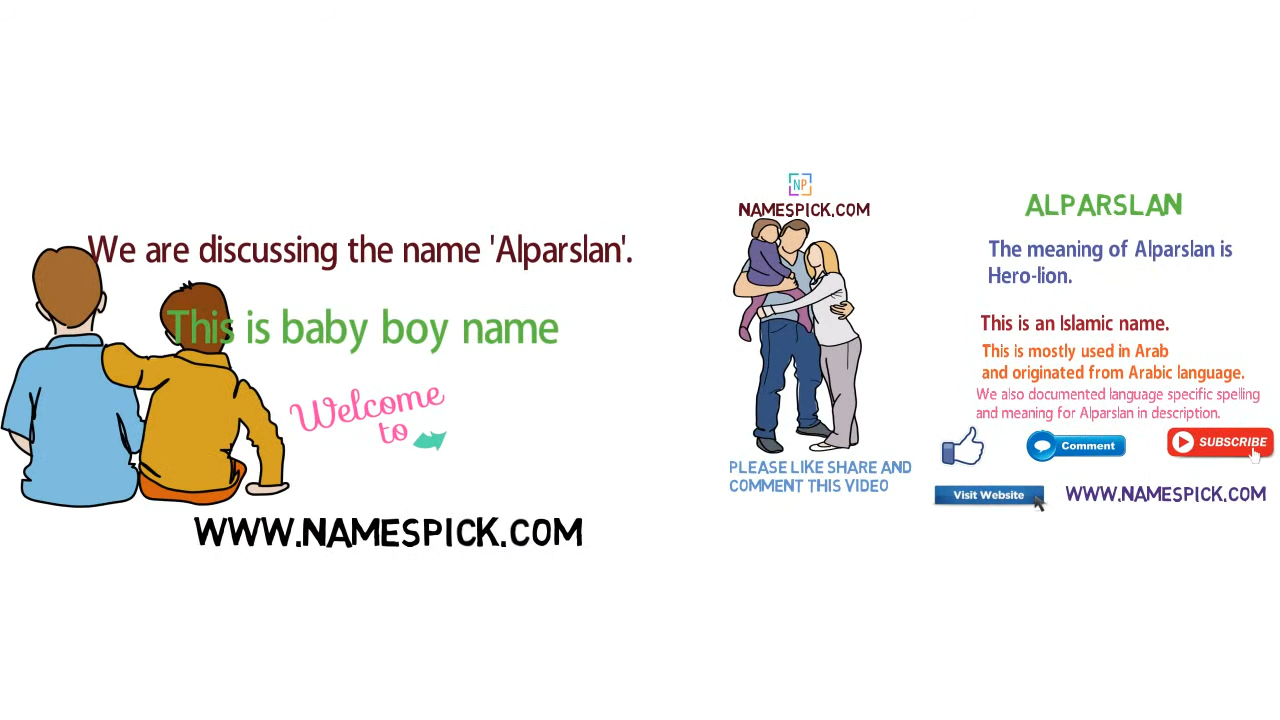 We are discussing the name 'Alparslan'.
This is baby boy name
Welcome
to
WWW.NAMESPICK.COM
NP
NAMESPICK.COM
PLEASE LIKE SHARE AND
COMMENT THIS VIDEO
ALPARSLAN
The meaning of Alparslan is
Hero-lion.
This is an Islamic name.
This is mostly used in Arab
and originated from Arabic language.
We also documented language specific spelling
and meaning for Alparslan in description.
Comment
SUBSCRIBE
Visit Website
WWW.NAMESPICK.COM